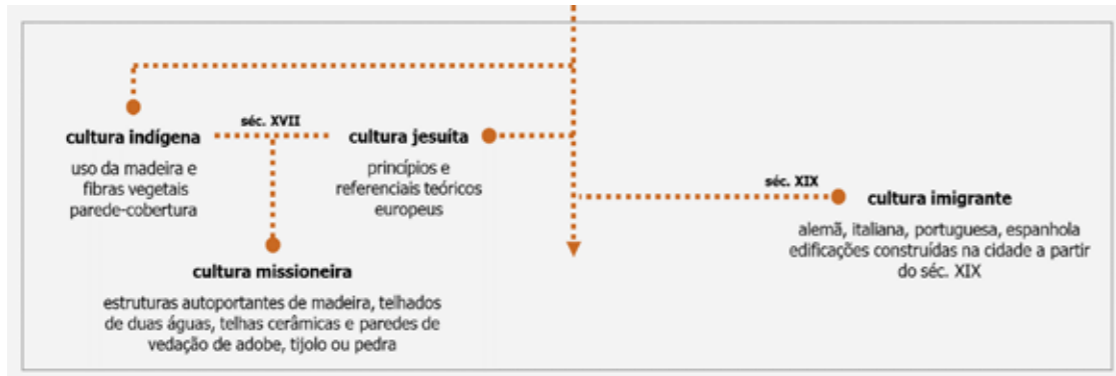 séc. XVII
cultura indígena
uso da madeira e
fibras vegetais
parede-cobertura
cultura jesuíta
princípios e
referenciais teóricos
europeus
cultura missioneira
estruturas autoportantes de madeira, telhados
de duas águas, telhas cerâmicas e paredes de
vedação de adobe, tijolo ou pedra
séc. XIX
cultura imigrante
alemã, italiana, portuguesa, espanhola
edificações construídas na cidade a partir
do séc. XIX